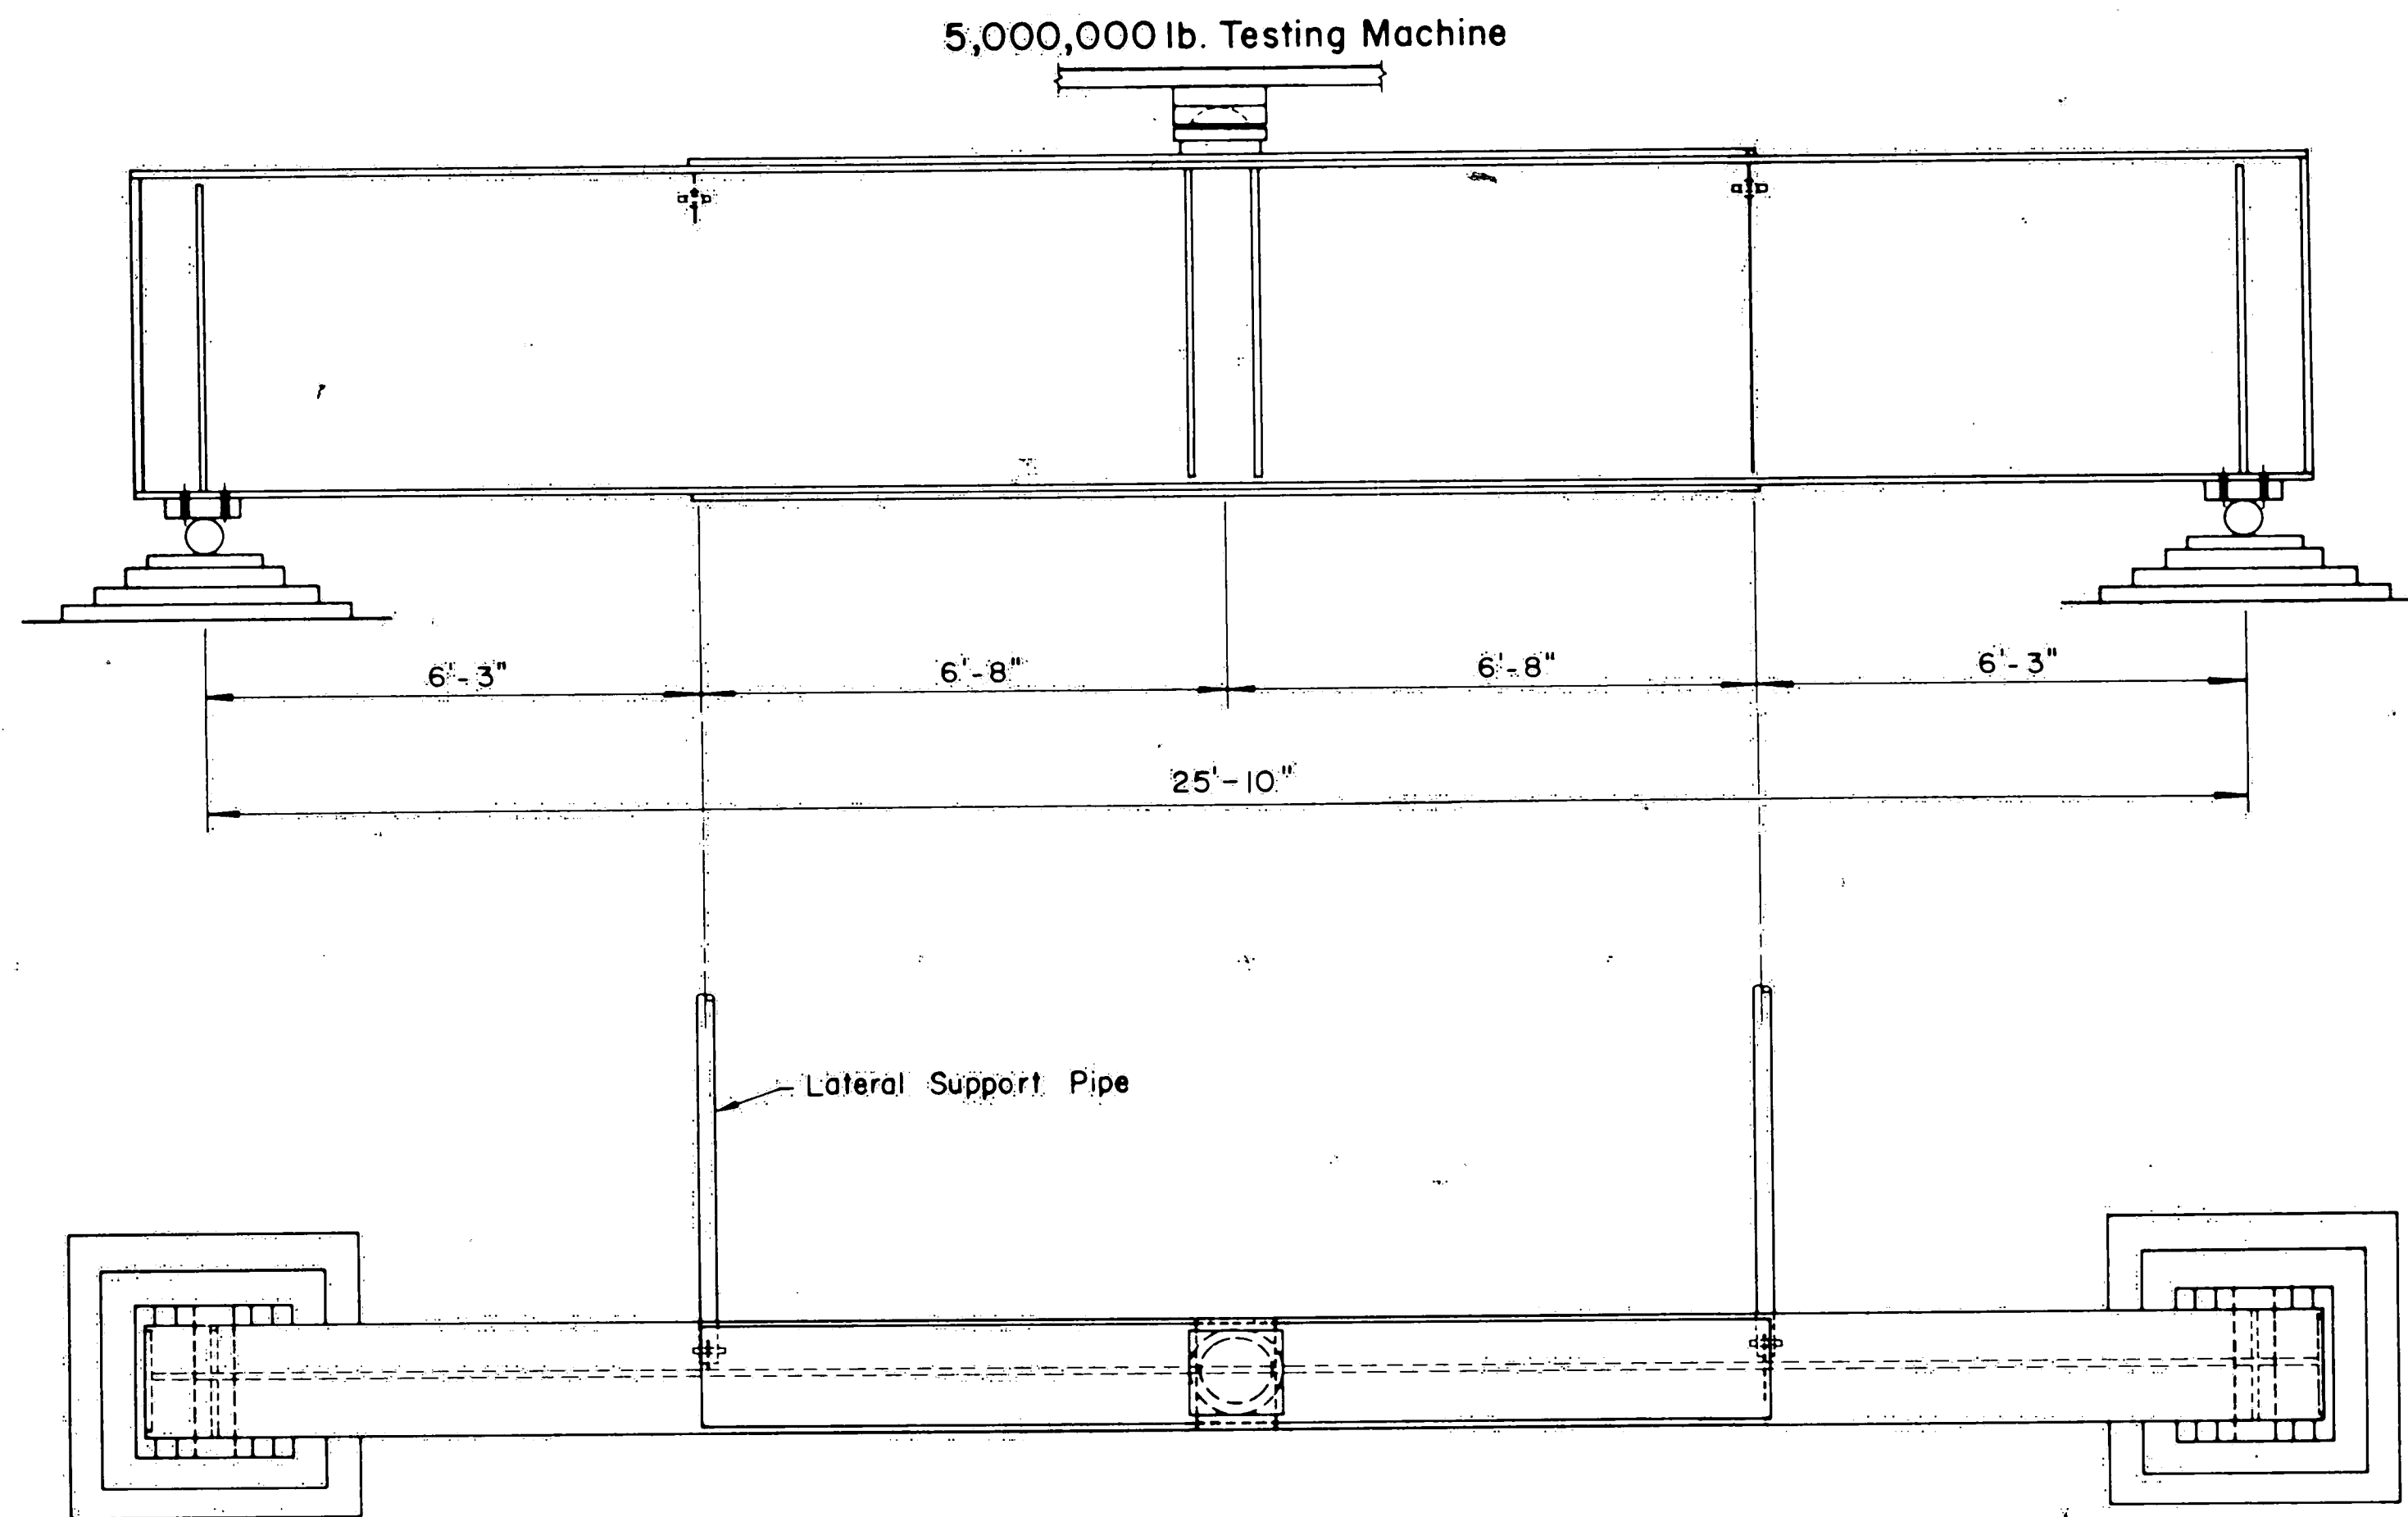 5,000,000 lb. Testing Machine
6'-3" 6'-8" 6'-8" 6'-3"
25'-10"
Lateral Support Pipe